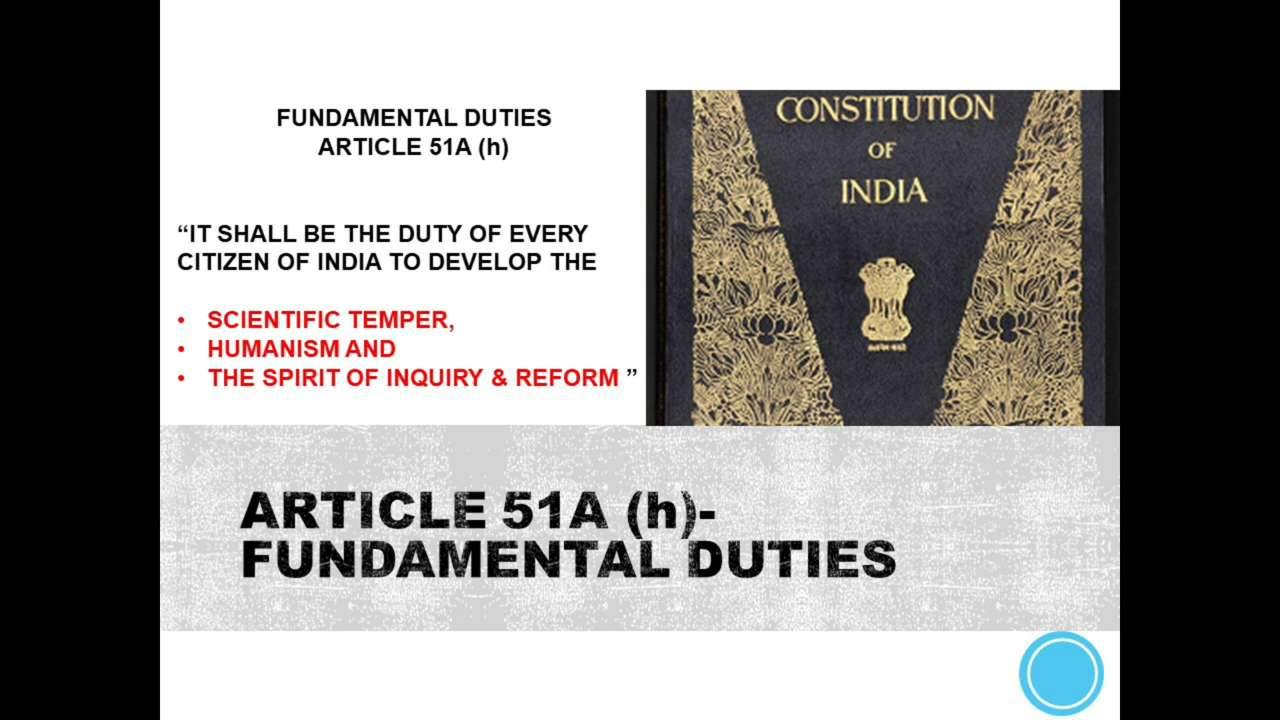 FUNDAMENTAL DUTIES
ARTICLE 51A (h)
“IT SHALL BE THE DUTY OF EVERY
CITIZEN OF INDIA TO DEVELOP THE
• SCIENTIFIC TEMPER,
• HUMANISM AND
• THE SPIRIT OF INQUIRY & REFORM ”
CONSTITUTION
OF
INDIA
ARTICLE 51A (h)-
FUNDAMENTAL DUTIES